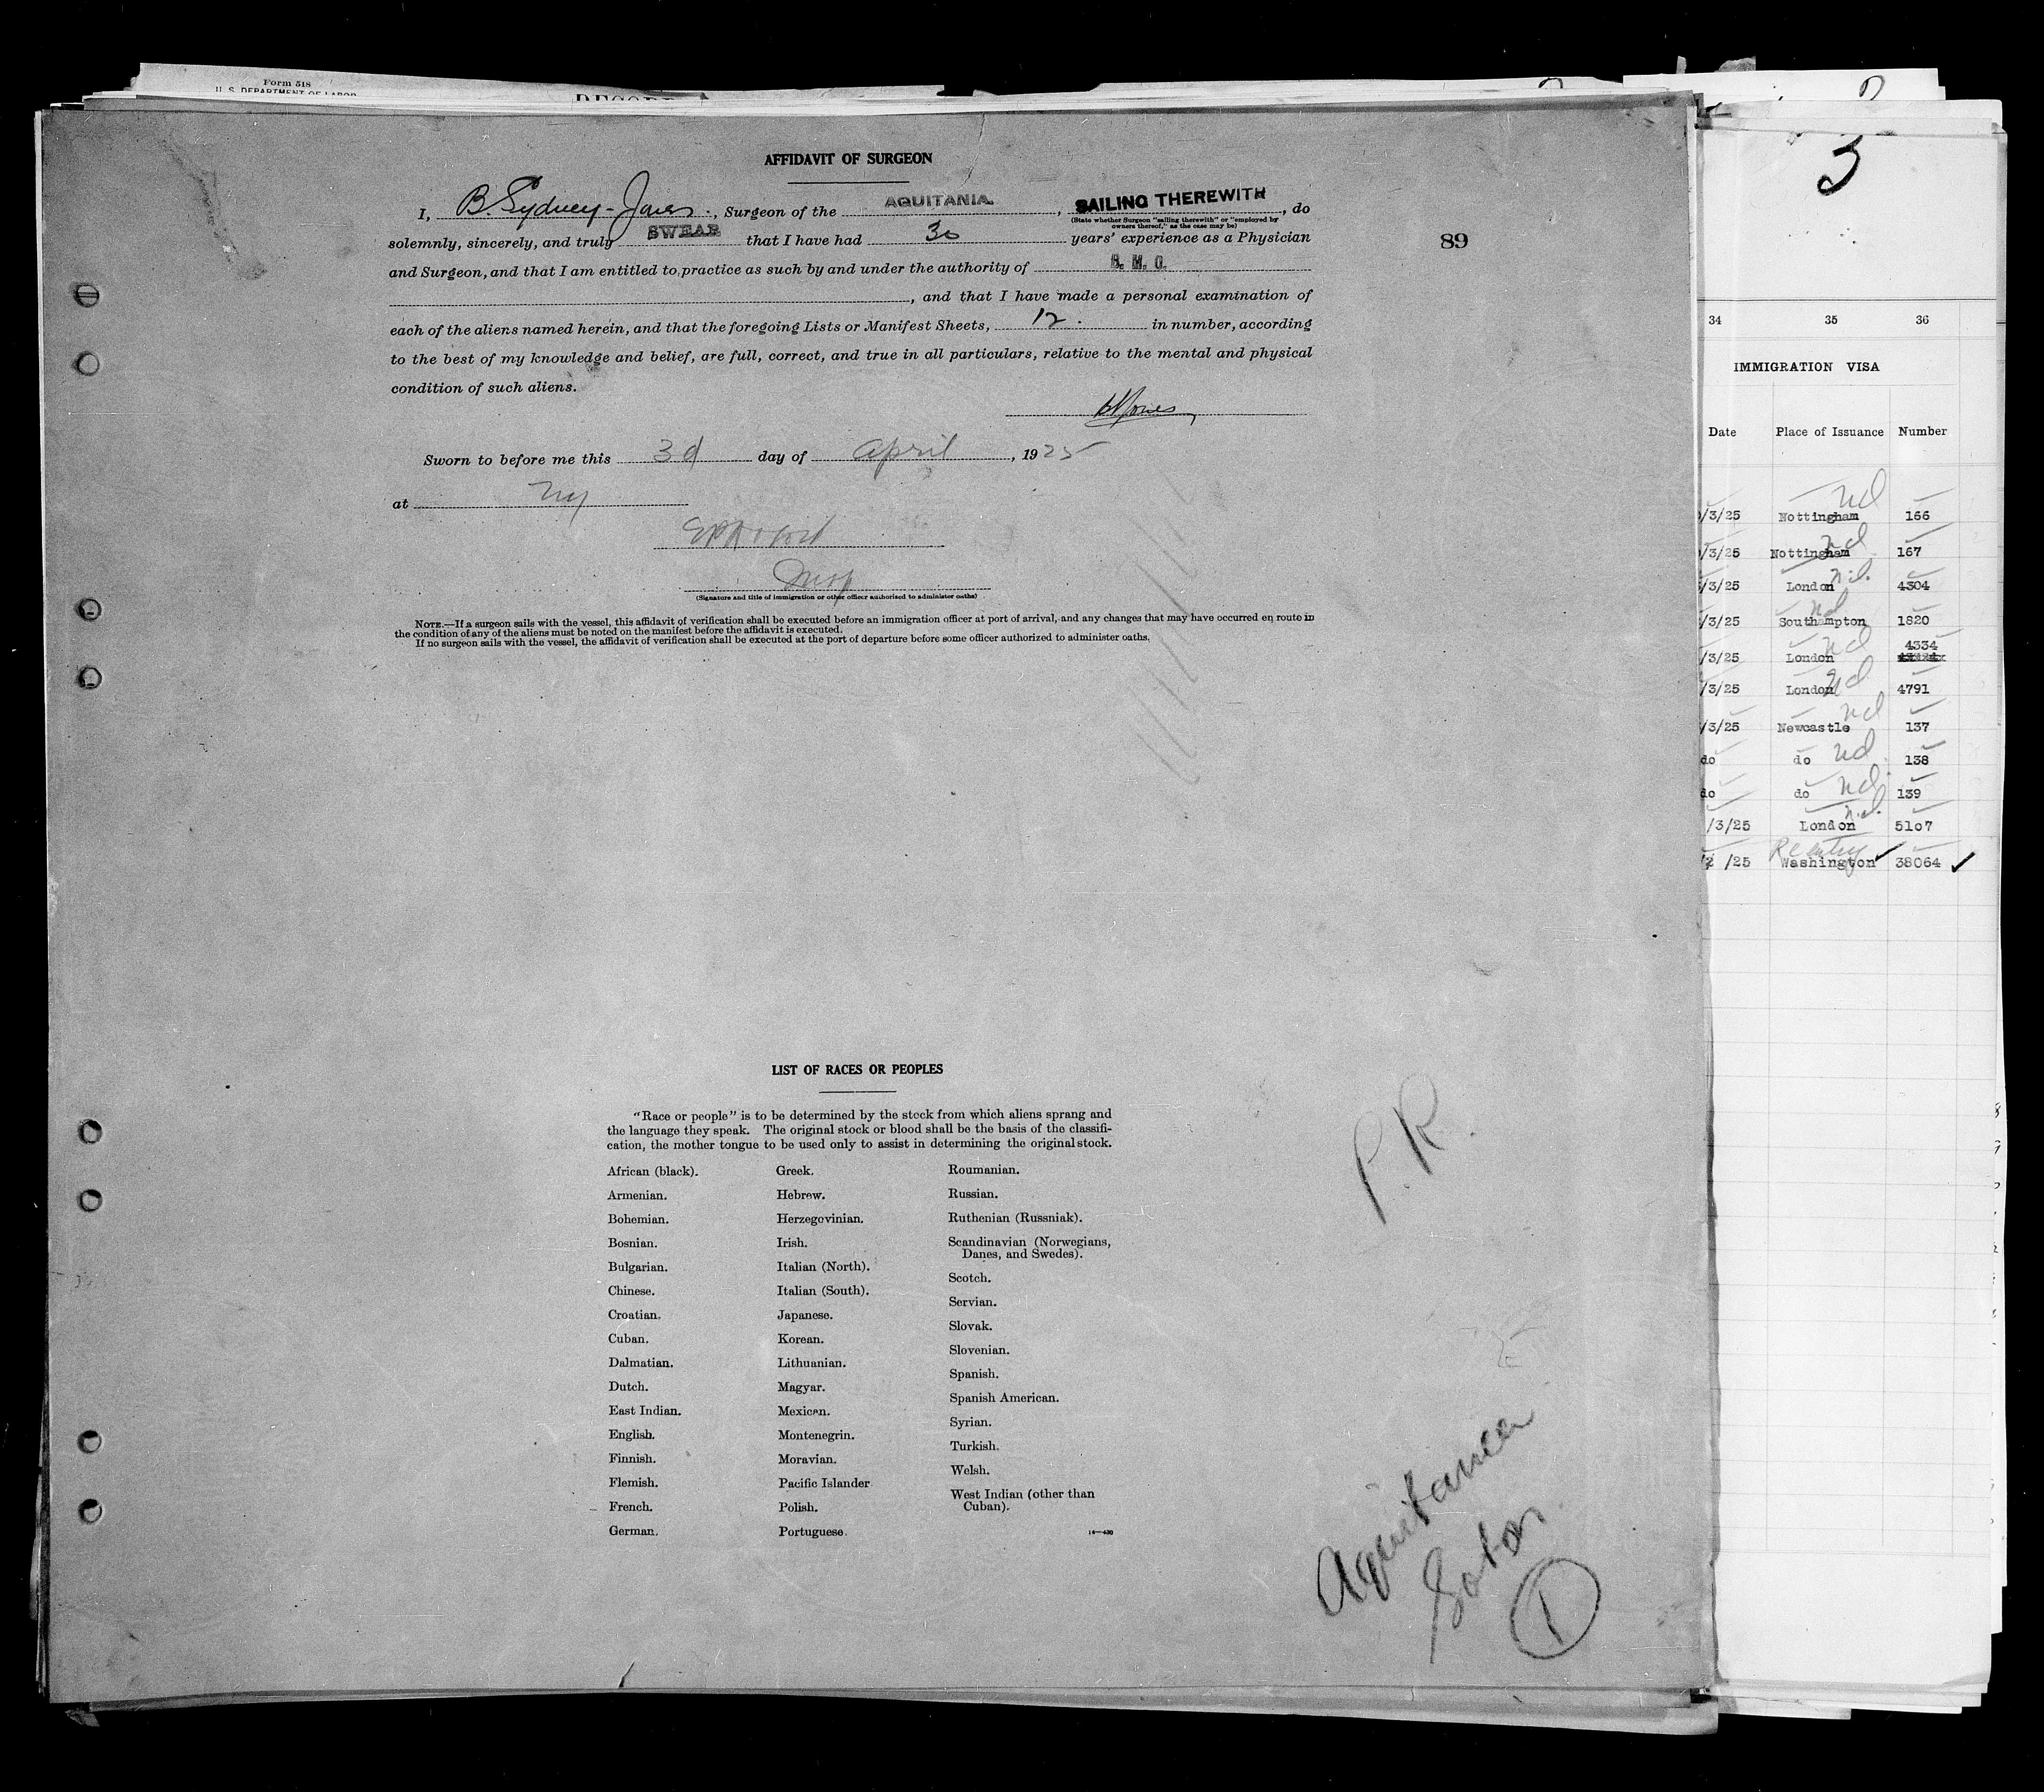 Form 518
U. S. DEPARTMENT OF LABOR
3
AFFIDAVIT OF SURGEON
I, B. Sydney-Jones, Surgeon of the AQUITANIA, SAILING THEREWITH, do
(State whether Surgeon "sailing therewith" or "employed by
owners thereof," as the case may be)
solemnly, sincerely, and truly SWEAR that I have had 30 years' experience as a Physician
89
and Surgeon, and that I am entitled to practice as such by and under the authority of
, and that I have made a personal examination of
each of the aliens named herein, and that the foregoing Lists or Manifest Sheets, 12. in number, according
to the best of my knowledge and belief, are full, correct, and true in all particulars, relative to the mental and physical
condition of such aliens.
Sworn to before me this 3d day of April, 1925
at NY
Insp
(Signature and title of immigration or other officer authorized to administer oaths)
NOTE.—If a surgeon sails with the vessel, this affidavit of verification shall be executed before an immigration officer at port of arrival, and any changes that may have occurred en route in
the condition of any of the aliens must be noted on the manifest before the affidavit is executed.
If no surgeon sails with the vessel, the affidavit of verification shall be executed at the port of departure before some officer authorized to administer oaths.
LIST OF RACES OR PEOPLES
"Race or people" is to be determined by the stock from which aliens sprang and
the language they speak. The original stock or blood shall be the basis of the classifi-
cation, the mother tongue to be used only to assist in determining the original stock.
African (black).
Armenian.
Bohemian.
Bosnian.
Bulgarian.
Chinese.
Croatian.
Cuban.
Dalmatian.
Dutch.
East Indian.
English.
Finnish.
Flemish.
French.
German.
Greek.
Hebrew.
Herzegovinian.
Irish.
Italian (North).
Italian (South).
Japanese.
Korean.
Lithuanian.
Magyar.
Mexican.
Montenegrin.
Moravian.
Pacific Islander
Polish.
Portuguese.
Roumanian.
Russian.
Ruthenian (Russniak).
Scandinavian (Norwegians,
Danes, and Swedes).
Scotch.
Servian.
Slovak.
Slovenian.
Spanish.
Spanish American.
Syrian.
Turkish.
Welsh.
West Indian (other than
Cuban).
P. R.
Aquitania
Soton
1
34 35 36
IMMIGRATION VISA
Date Place of Issuance Number
/3/25 Nottingham 166
/3/25 Nottingham 167
/3/25 London 4304
/3/25 Southampton 1820
4334
/3/25 London
/3/25 London 4791
/3/25 Newcastle 137
do do 138
do do 139
/3/25 London 5107
Reentry
/2 /25 Washington 38064